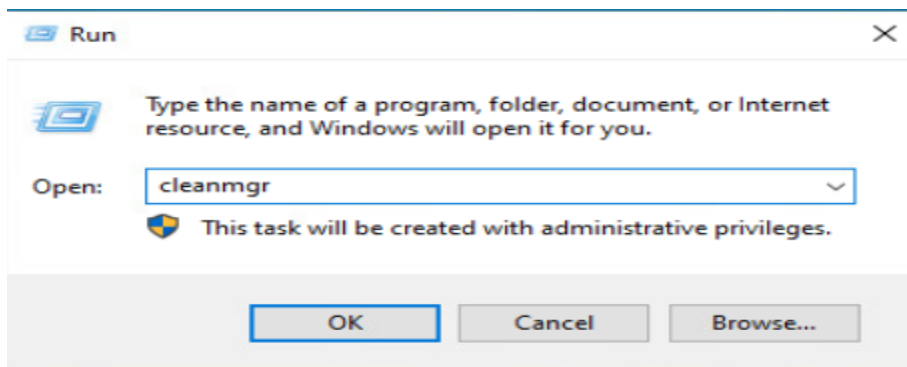 Run
Type the name of a program, folder, document, or Internet
resource, and Windows will open it for you.
Open: cleanmgr
This task will be created with administrative privileges.
OK Cancel Browse...